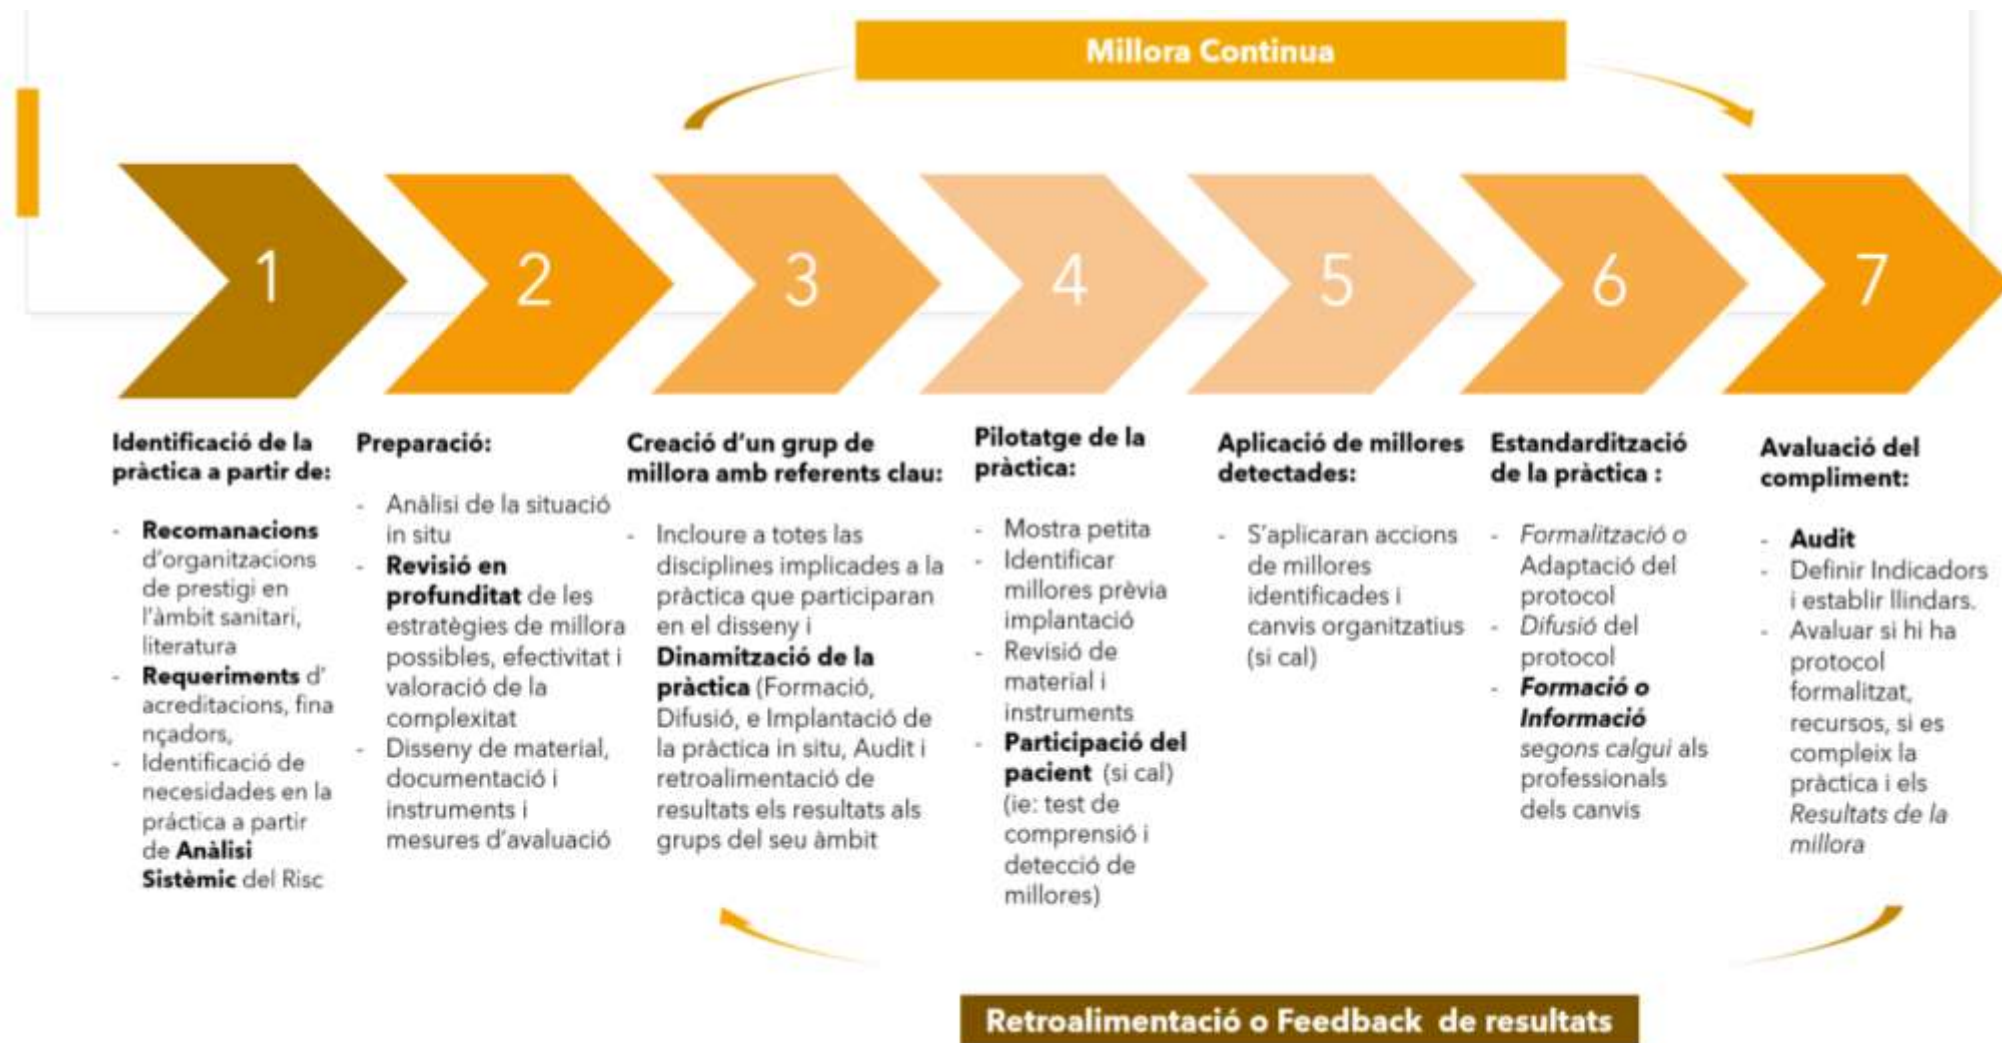 Millora Continua
1
2
3
4
5
6
7
Identificació de la
pràctica a partir de:
- Recomanacions
d'organitzacions
de prestigi en
l'àmbit sanitari,
literatura
- Requeriments d'
acreditacions, fina
nçadors,
- Identificació de
necesidades en la
práctica a partir
de Anàlisi
Sistèmic del Risc
Preparació:
- Anàlisi de la situació
in situ
- Revisió en
profunditat de les
estratègies de millora
possibles, efectivitat i
valoració de la
complexitat
- Disseny de material,
documentació i
instruments i
mesures d'avaluació
Creació d'un grup de
millora amb referents clau:
- Incloure a totes las
disciplines implicades a la
pràctica que participaran
en el disseny i
Dinamització de la
pràctica (Formació,
Difusió, e Implantació de
la pràctica in situ, Audit i
retroalimentació de
resultats els resultats als
grups del seu àmbit
Pilotatge de la
pràctica:
- Mostra petita
- Identificar
millores prèvia
implantació
- Revisió de
material i
instruments
- Participació del
pacient (si cal)
(ie: test de
comprensió i
detecció de
millores)
Aplicació de millores
detectades:
- S'aplicaran accions
de millores
identificades i
canvis organitzatius
(si cal)
Estandardització
de la pràctica :
- Formalització o
Adaptació del
protocol
- Difusió del
protocol
- Formació o
Informació
segons calgui als
professionals
dels canvis
Avaluació del
compliment:
- Audit
- Definir Indicadors
i establir llindars.
- Avaluar si hi ha
protocol
formalitzat,
recursos, si es
compleix la
pràctica i els
Resultats de la
millora
Retroalimentació o Feedback de resultats